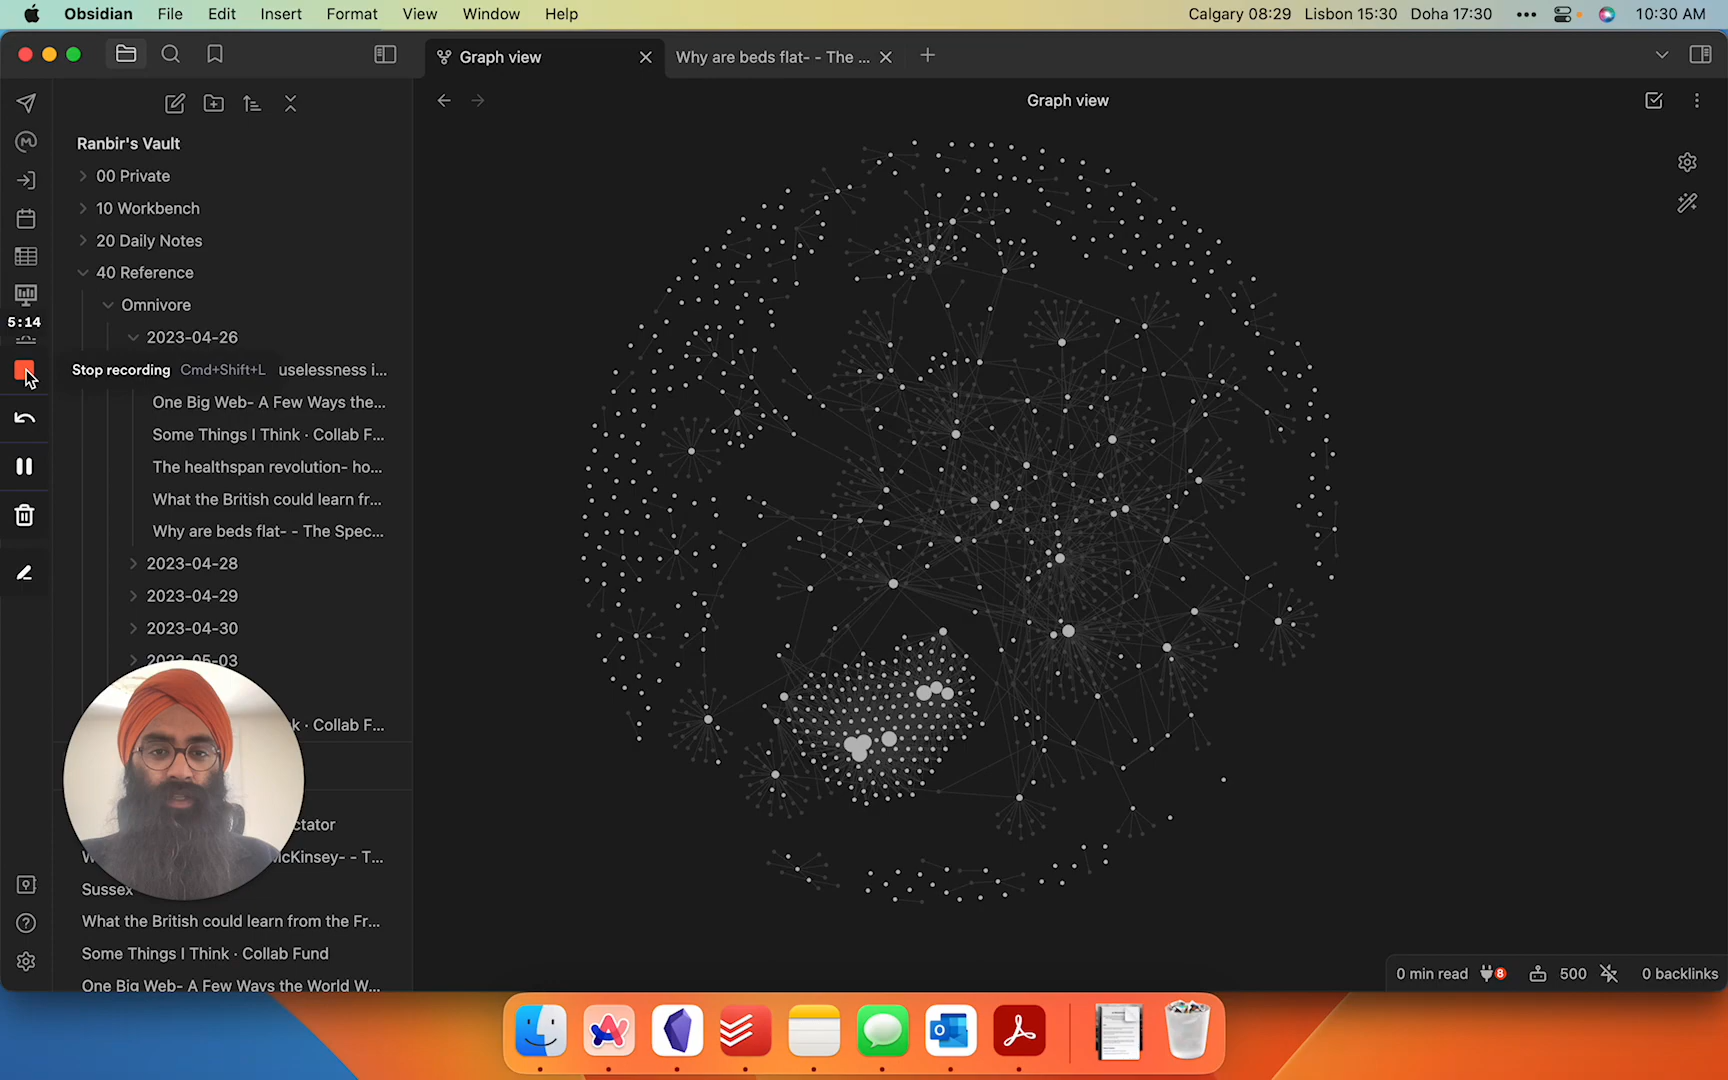 Obsidian File Edit Insert Format View Window Help
Calgary 08:29 Lisbon 15:30 Doha 17:30 10:30 AM
Graph view
Why are beds flat- - The ...
Graph view
Ranbir's Vault
00 Private
10 Workbench
20 Daily Notes
40 Reference
Omnivore
5:14
2023-04-26
Stop recording Cmd+Shift+L uselessness i...
One Big Web- A Few Ways the...
Some Things I Think · Collab F...
The healthspan revolution- ho...
What the British could learn fr...
Why are beds flat- - The Spec...
2023-04-28
2023-04-29
2023-04-30
2023-05-03
k · Collab F...
ctator
McKinsey- - T...
Sussex
What the British could learn from the Fr...
Some Things I Think · Collab Fund
One Big Web- A Few Ways the World W...
0 min read 8 500 0 backlinks